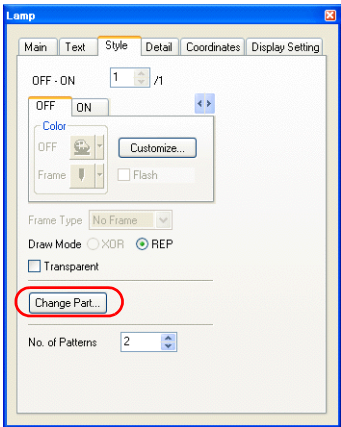 Lamp
Main Text Style Detail Coordinates Display Setting
OFF - ON 1 /1
OFF ON
Color
OFF Customize...
Frame Flash
Frame Type No Frame
Draw Mode XOR REP
Transparent
Change Part...
No. of Patterns 2